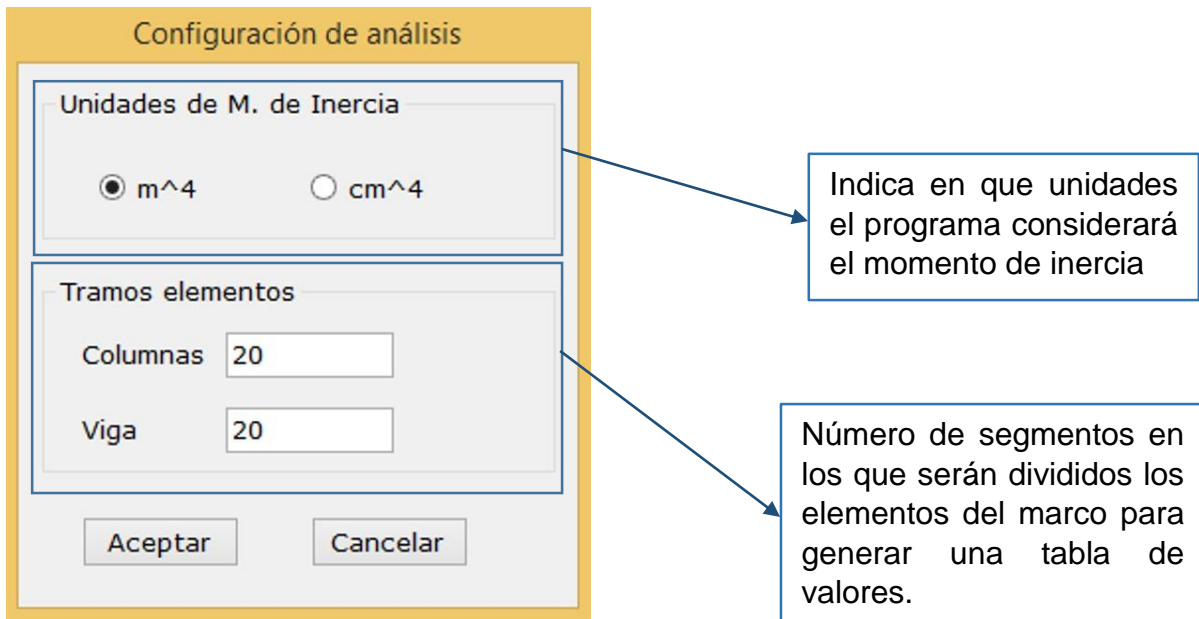 Configuración de análisis
Unidades de M. de Inercia
m^4
cm^4
Tramos elementos
Columnas 20
Viga 20
Aceptar
Cancelar
Indica en que unidades
el programa considerará
el momento de inercia
Número de segmentos en
los que serán divididos los
elementos del marco para
generar una tabla de
valores.